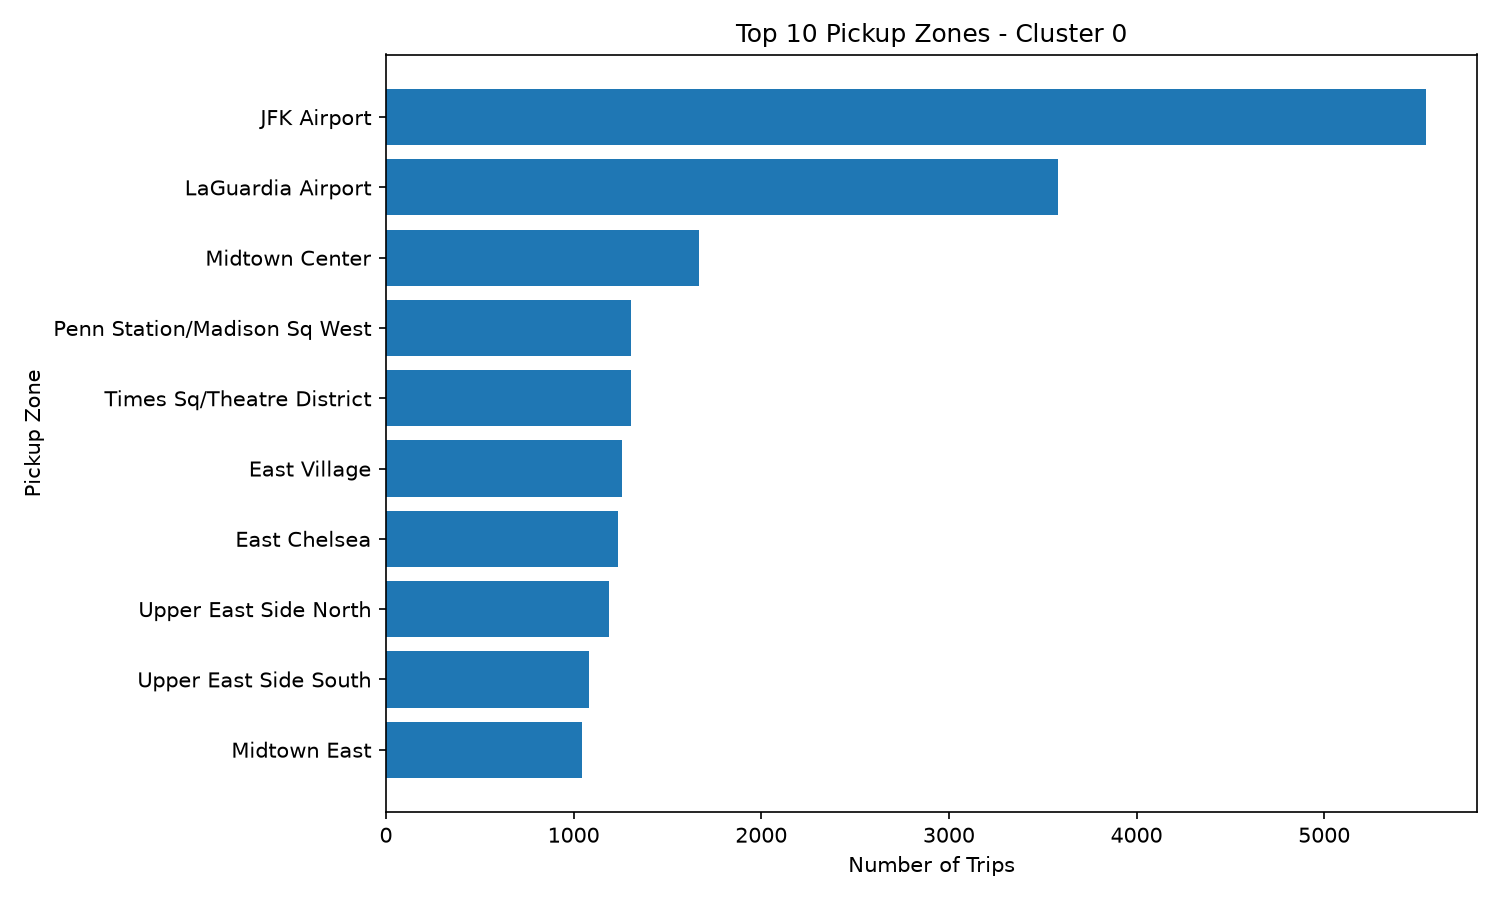 Top 10 Pickup Zones - Cluster 0
Pickup Zone
JFK Airport
LaGuardia Airport
Midtown Center
Penn Station/Madison Sq West
Times Sq/Theatre District
East Village
East Chelsea
Upper East Side North
Upper East Side South
Midtown East
0 1000 2000 3000 4000 5000
Number of Trips